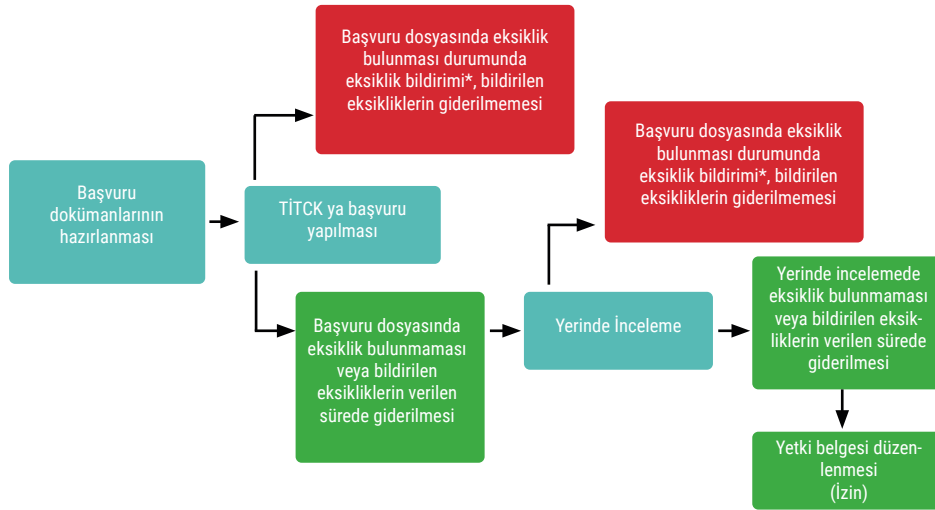 Başvuru dosyasında eksiklik
bulunması durumunda
eksiklik bildirimi*, bildirilen
eksikliklerin giderilmemesi
Başvuru dosyasında eksiklik
bulunması durumunda
eksiklik bildirimi*, bildirilen
eksikliklerin giderilmemesi
Başvuru
dokümanlarının
hazırlanması
TİTCK ya başvuru
yapılması
Başvuru dosyasında
eksiklik bulunmaması
veya bildirilen
eksikliklerin verilen
sürede giderilmesi
Yerinde İnceleme
Yerinde incelemede
eksiklik bulunmaması
veya bildirilen eksik-
liklerin verilen sürede
giderilmesi
Yetki belgesi düzen-
lenmesi
(İzin)